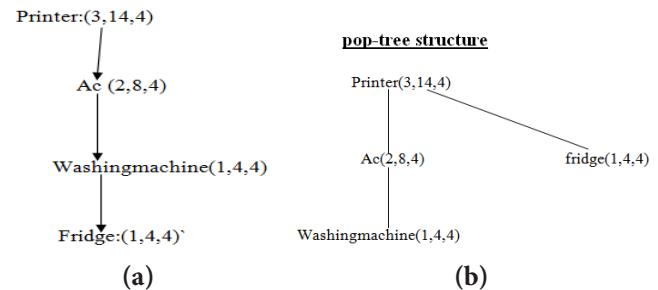 Printer:(3,14,4)
Ac (2,8,4)
Washingmachine(1,4,4)
Fridge:(1,4,4)`
(a)
pop-tree structure
Printer(3,14,4)
Ac(2,8,4)
fridge(1,4,4)
Washingmachine(1,4,4)
(b)